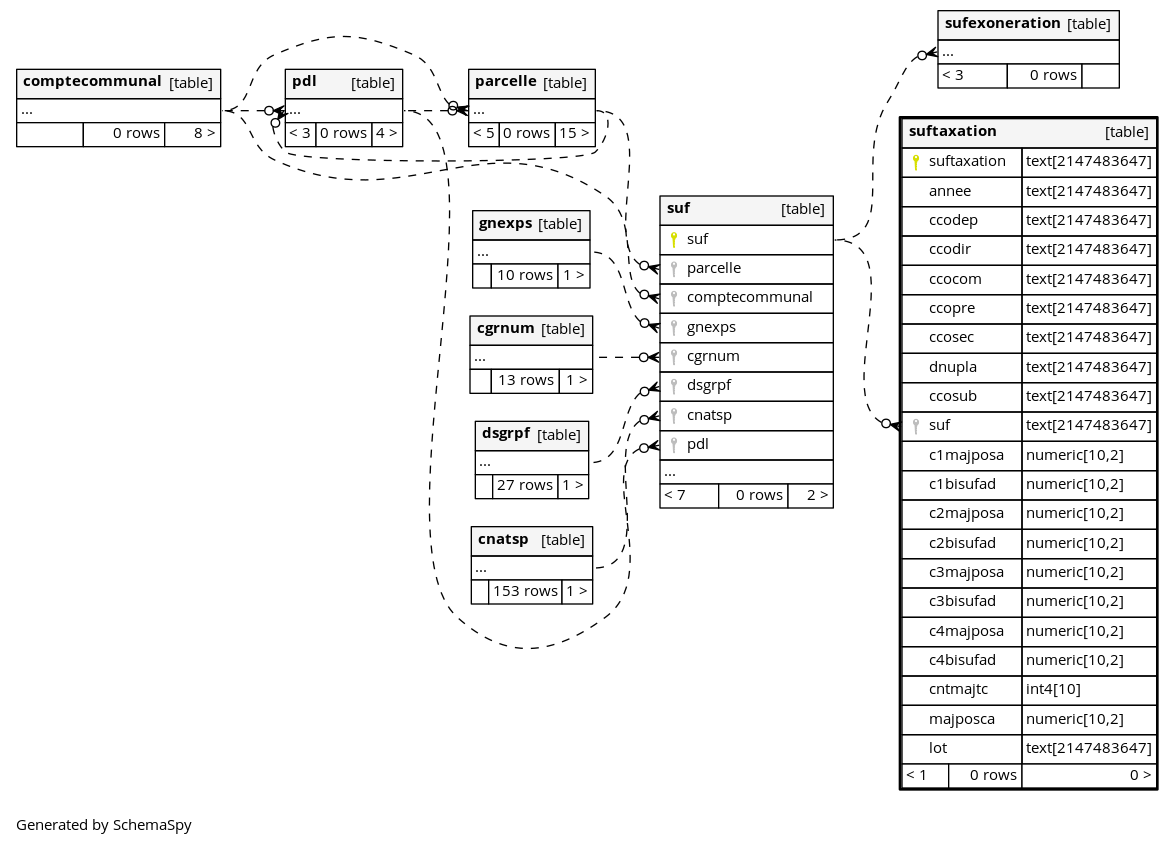 sufexoneration [table]
...
< 3 0 rows
comptecommunal [table]
...
0 rows 8 >
pdl [table]
...
< 3 0 rows 4 >
parcelle [table]
...
< 5 0 rows 15 >
gnexps [table]
...
10 rows 1 >
cgrnum [table]
...
13 rows 1 >
dsgrpf [table]
...
27 rows 1 >
cnatsp [table]
...
153 rows 1 >
suf [table]
suf
parcelle
comptecommunal
gnexps
cgrnum
dsgrpf
cnatsp
pdl
...
< 7 0 rows 2 >
suftaxation [table]
suftaxation text[2147483647]
annee text[2147483647]
ccodep text[2147483647]
ccodir text[2147483647]
ccocom text[2147483647]
ccopre text[2147483647]
ccosec text[2147483647]
dnupla text[2147483647]
ccosub text[2147483647]
suf text[2147483647]
c1majposa numeric[10,2]
c1bisufad numeric[10,2]
c2majposa numeric[10,2]
c2bisufad numeric[10,2]
c3majposa numeric[10,2]
c3bisufad numeric[10,2]
c4majposa numeric[10,2]
c4bisufad numeric[10,2]
cntmajtc int4[10]
majposca numeric[10,2]
lot text[2147483647]
< 1 0 rows 0 >
Generated by SchemaSpy